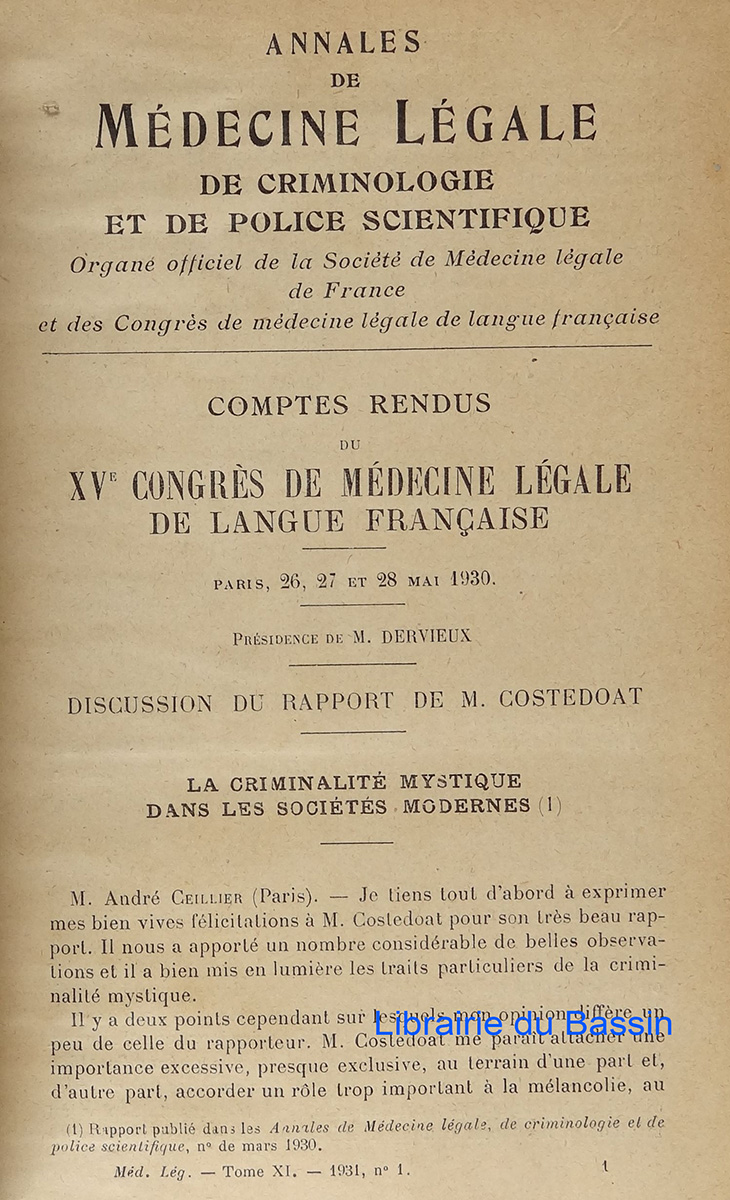 ANNALES
DE
MÉDECINE LÉGALE
DE CRIMINOLOGIE
ET DE POLICE SCIENTIFIQUE
Organe officiel de la Société de Médecine légale
de France
et des Congrès de médecine légale de langue française
COMPTES RENDUS
DU
XVE CONGRÈS DE MÉDECINE LÉGALE
DE LANGUE FRANÇAISE
PARIS, 26, 27 ET 28 MAI 1930.
PRÉSIDENCE DE M. DERVIEUX
DISCUSSION DU RAPPORT DE M. COSTEDOAT
LA CRIMINALITÉ MYSTIQUE
DANS LES SOCIÉTÉS MODERNES (1)
M. André CEILLIER (Paris). — Je tiens tout d'abord à exprimer
mes bien vives félicitations à M. Costedoat pour son très beau rap-
port. Il nous a apporté un nombre considérable de belles observa-
tions et il a bien mis en lumière les traits particuliers de la crimi-
nalité mystique.
Il y a deux points cependant sur lesquels mon opinion diffère un
peu de celle du rapporteur. M. Costedoat me paraît attacher une
importance excessive, presque exclusive, au terrain d'une part et,
d'autre part, accorder un rôle trop important à la mélancolie, au
(1) Rapport publié dans les Annales de Médecine légale, de criminologie et de
police scientifique, n° de mars 1930.
Méd. Lég. — Tome XI. — 1931, n° 1. 1
Librairie du Bassin